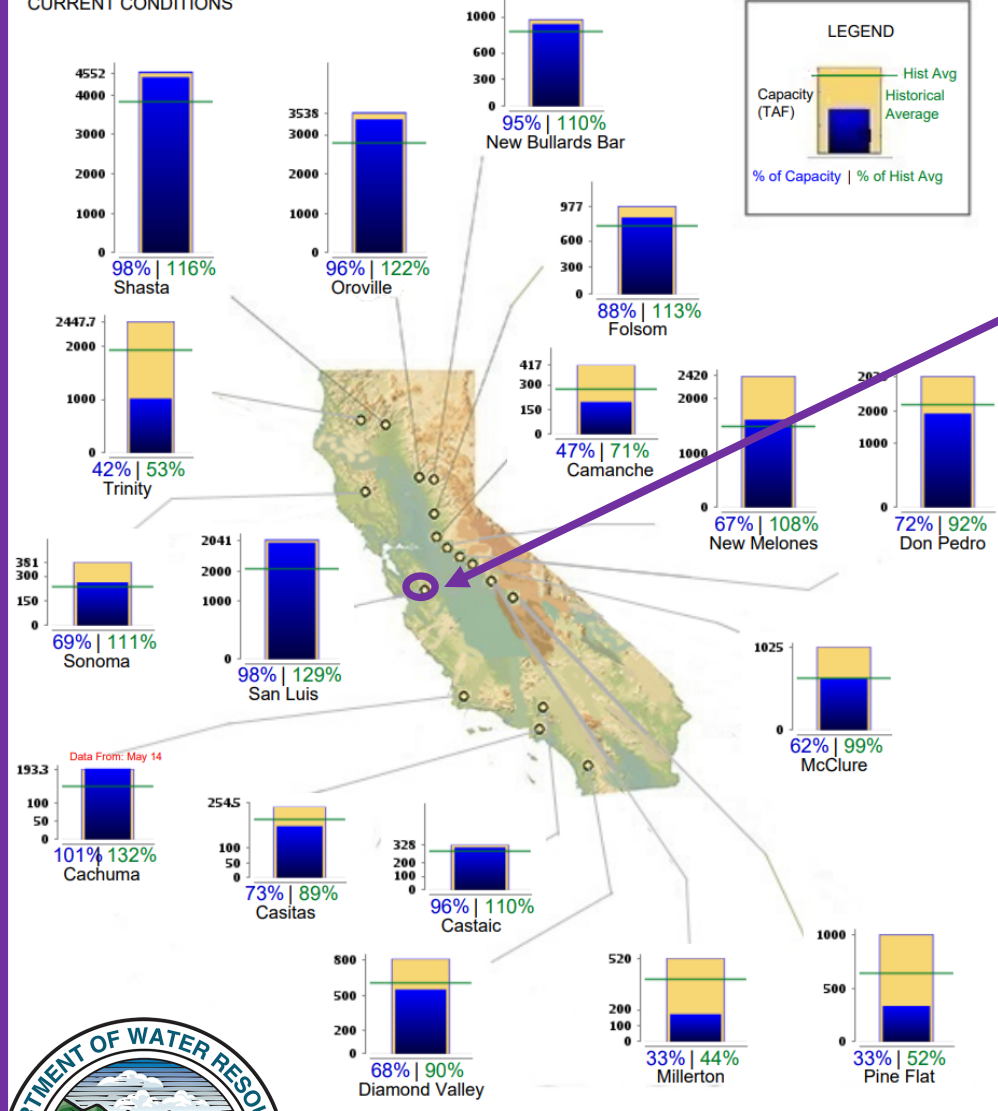 CURRENT CONDITIONS
1000
600
300
0
95% | 110%
New Bullards Bar
LEGEND
Hist Avg
Capacity
(TAF)
Historical
Average
% of Capacity | % of Hist Avg
4552
4000
3000
2000
1000
0
98% | 116%
Shasta
3538
3000
2000
1000
0
96% | 122%
Oroville
977
600
300
0
88% | 113%
Folsom
2447.7
2000
1000
0
42% | 53%
Trinity
417
300
150
0
47% | 71%
Camanche
2420
2000
1000
0
67% | 108%
New Melones
2000
1000
0
72% | 92%
Don Pedro
381
300
150
0
69% | 111%
Sonoma
2041
2000
1000
0
98% | 129%
San Luis
1025
0
62% | 99%
McClure
Data From: May 14
193.3
100
50
0
101% | 132%
Cachuma
254.5
100
50
0
73% | 89%
Casitas
328
200
100
0
96% | 110%
Castaic
800
500
200
0
68% | 90%
Diamond Valley
520
200
100
0
33% | 44%
Millerton
1000
500
0
33% | 52%
Pine Flat
RTMENT OF WATER RESOU